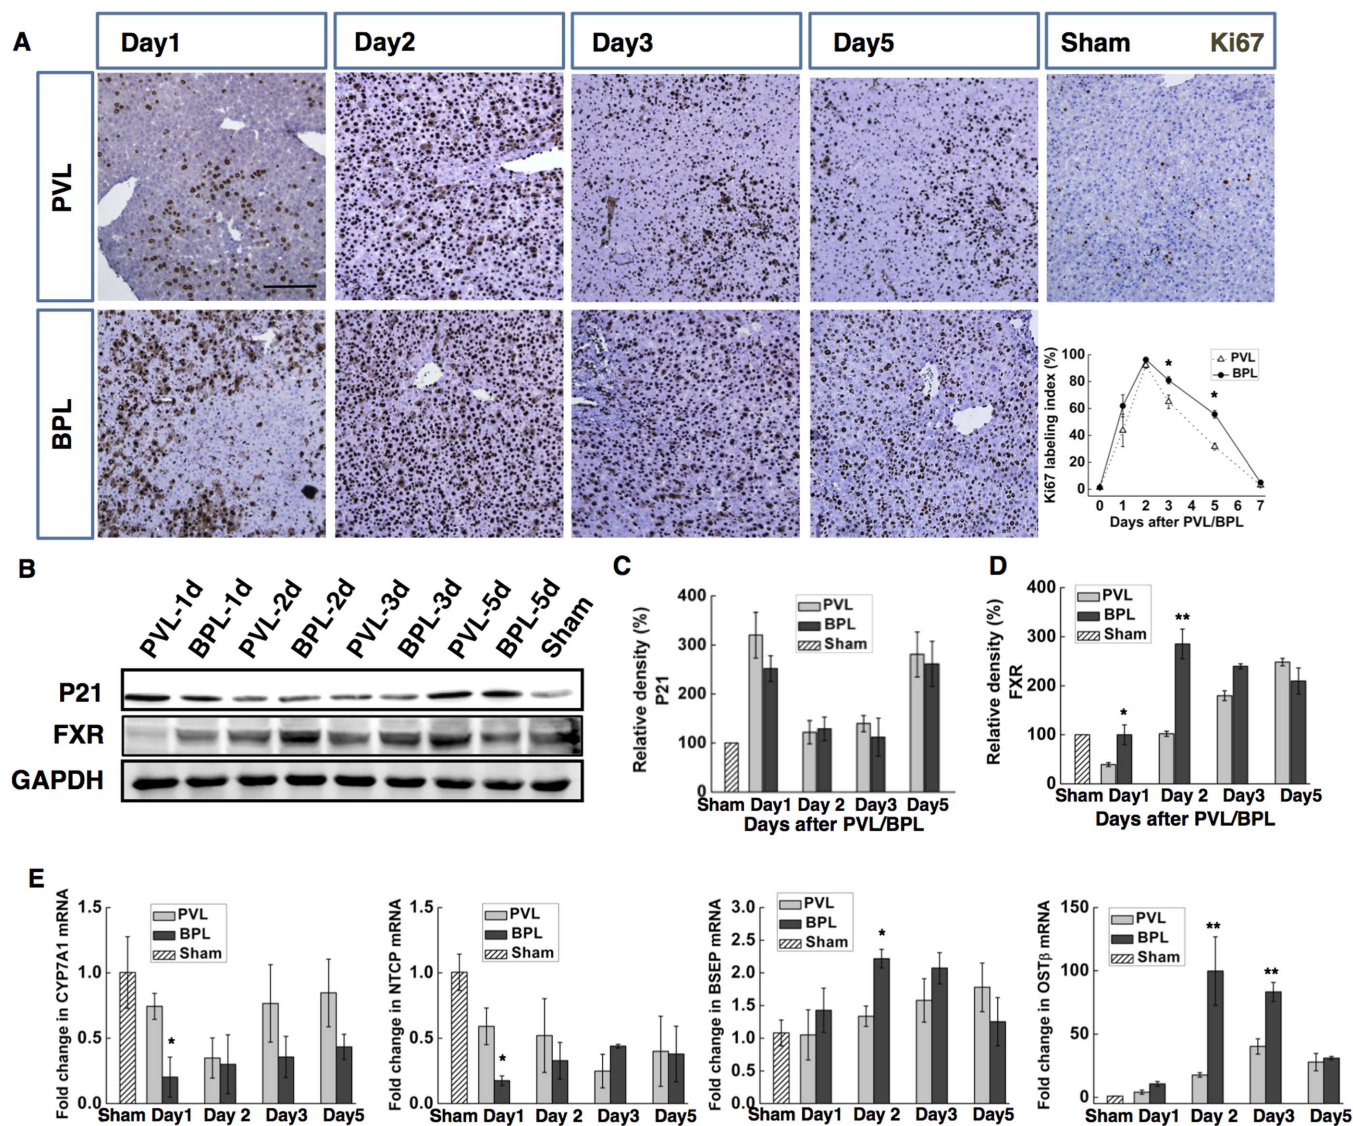 A
Day1
Day2
Day3
Day5
Sham Ki67
PVL
BPL
Ki67 labeling index (%)
100
80
60
40
20
0
PVL
BPL
*
*
0 1 2 3 4 5 6 7
Days after PVL/BPL
B
PVL-1d
BPL-1d
PVL-2d
BPL-2d
PVL-3d
BPL-3d
PVL-5d
BPL-5d
Sham
P21
FXR
GAPDH
C
Relative density (%)
P21
400
300
200
100
0
PVL
BPL
Sham
Sham Day1 Day 2 Day3 Day5
Days after PVL/BPL
D
Relative density (%)
FXR
400
300
200
100
0
PVL
BPL
Sham
*
**
Sham Day1 Day 2 Day3 Day5
Days after PVL/BPL
E
Fold change in CYP7A1 mRNA
1.5
1.0
0.5
0.0
PVL
BPL
Sham
*
Sham Day1 Day 2 Day3 Day5
Fold change in NTCP mRNA
1.5
1.0
0.5
0.0
PVL
BPL
Sham
*
Sham Day1 Day 2 Day3 Day5
Fold change in BSEP mRNA
3.0
2.5
2.0
1.5
1.0
0.5
0.0
PVL
BPL
Sham
*
Sham Day1 Day 2 Day3 Day5
Fold change in OSTβ mRNA
150
100
50
0
PVL
BPL
Sham
**
**
Sham Day1 Day 2 Day3 Day5